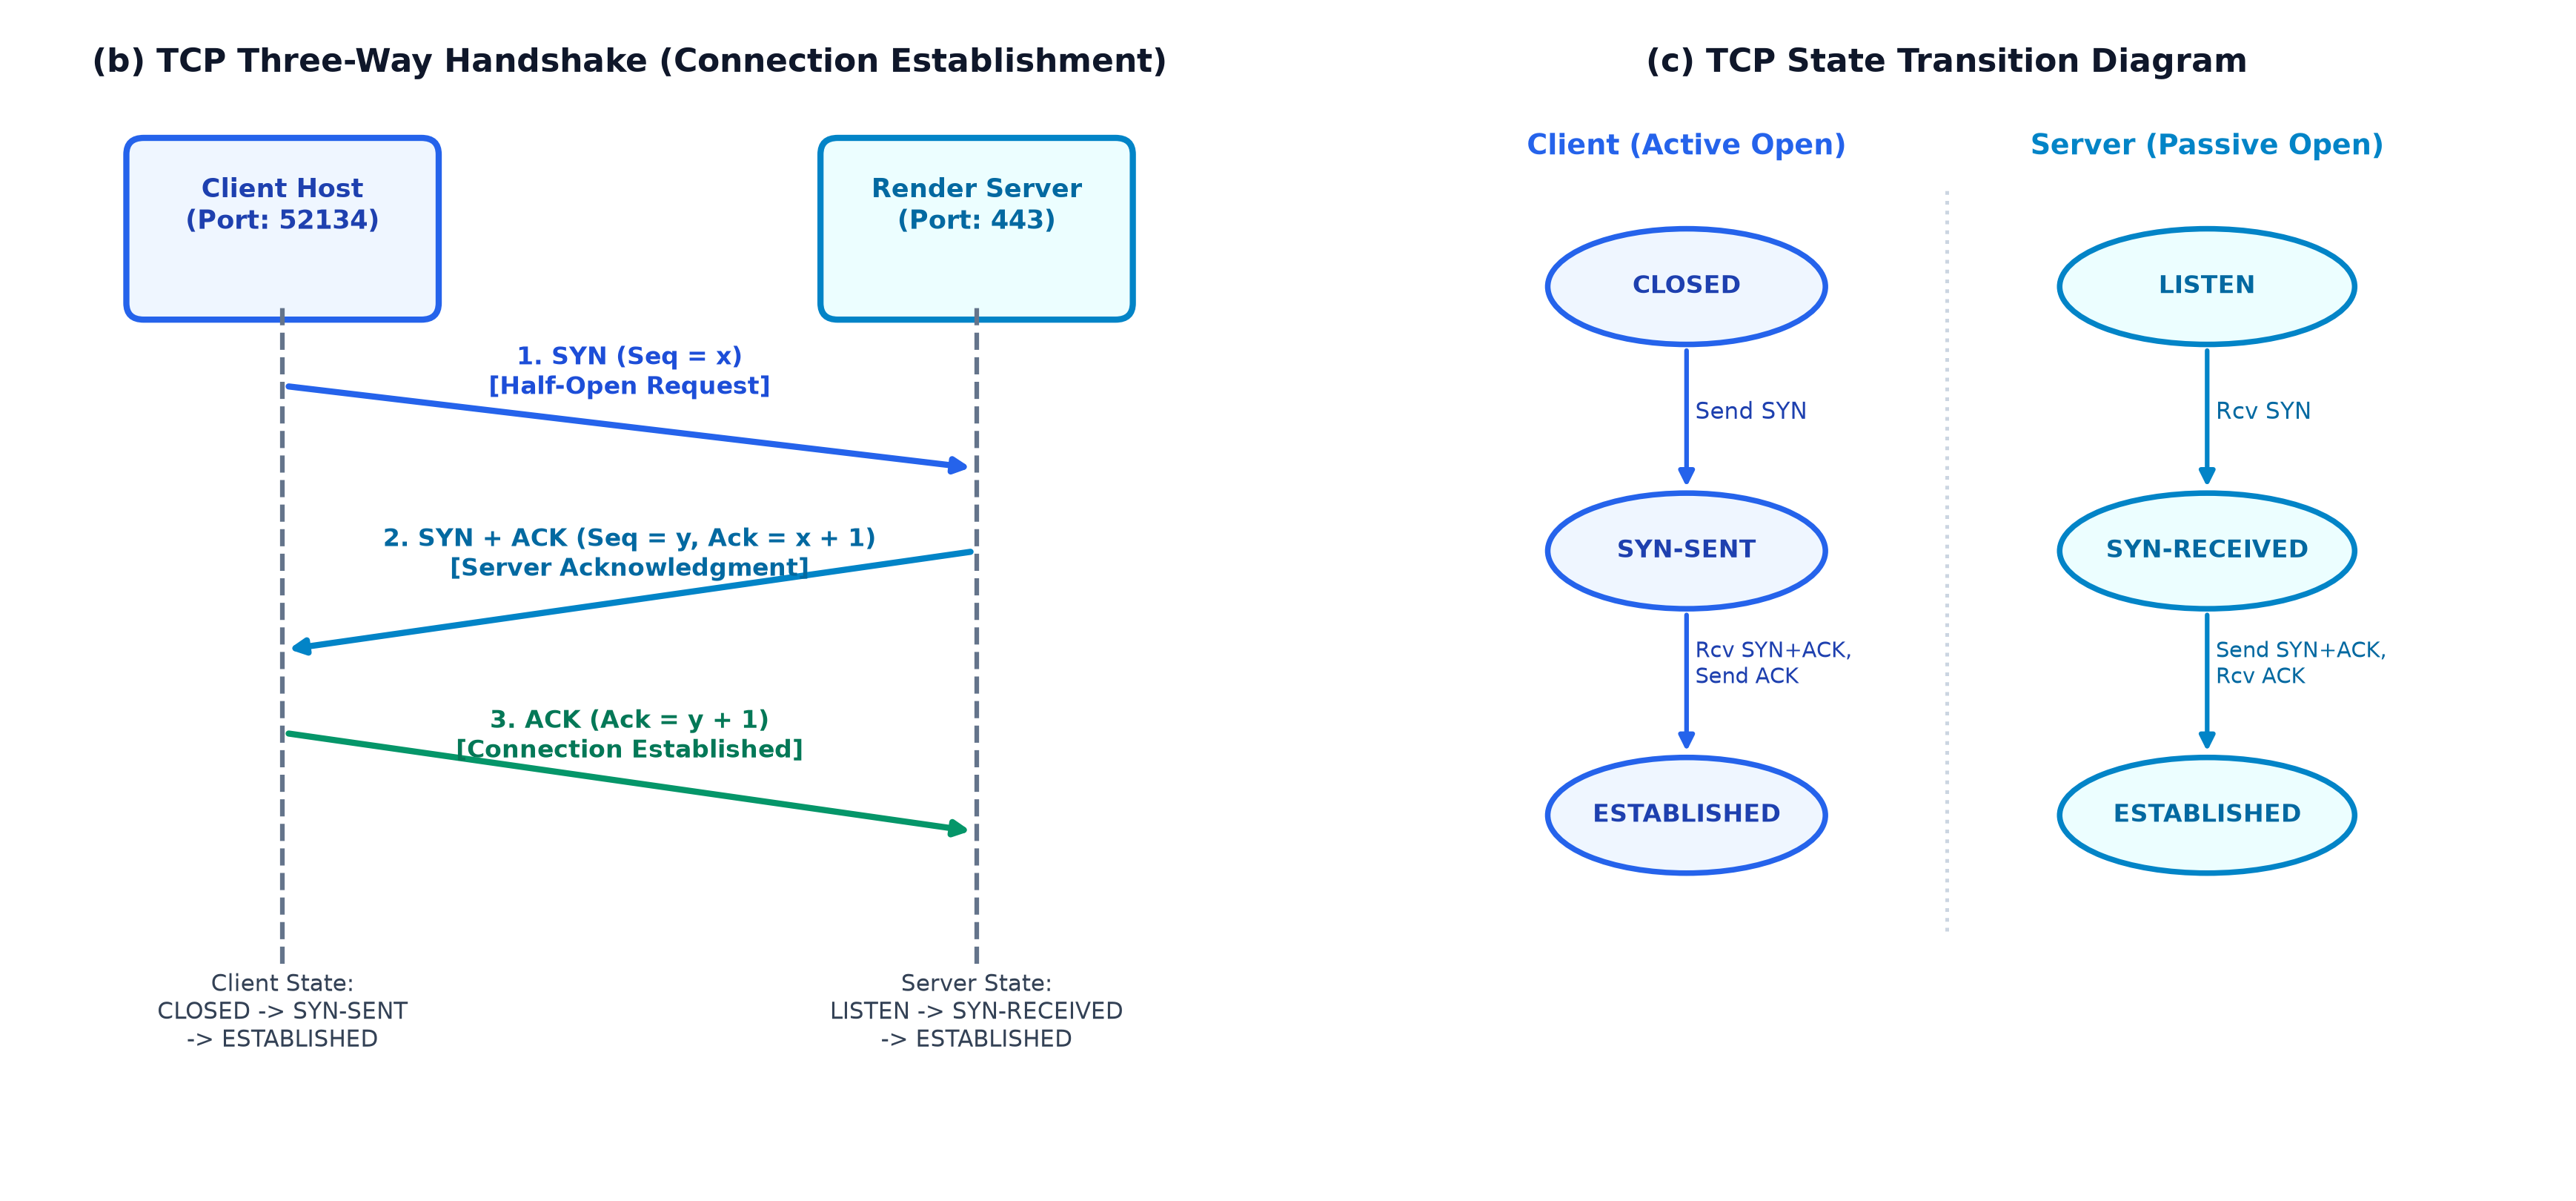 (b) TCP Three-Way Handshake (Connection Establishment)
Client Host
(Port: 52134)
Render Server
(Port: 443)
1. SYN (Seq = x)
[Half-Open Request]
2. SYN + ACK (Seq = y, Ack = x + 1)
[Server Acknowledgment]
3. ACK (Ack = y + 1)
[Connection Established]
Client State:
CLOSED -> SYN-SENT
-> ESTABLISHED
Server State:
LISTEN -> SYN-RECEIVED
-> ESTABLISHED
(c) TCP State Transition Diagram
Client (Active Open)
CLOSED
Send SYN
SYN-SENT
Rcv SYN+ACK,
Send ACK
ESTABLISHED
Server (Passive Open)
LISTEN
Rcv SYN
SYN-RECEIVED
Send SYN+ACK,
Rcv ACK
ESTABLISHED